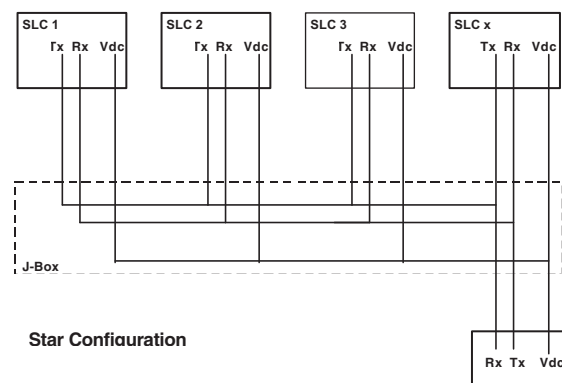 SLC 1 SLC 2 SLC 3 SLC x
Tx Rx Vdc Tx Rx Vdc Tx Rx Vdc Tx Rx Vdc
J-Box
Star Configuration
Rx Tx Vdc